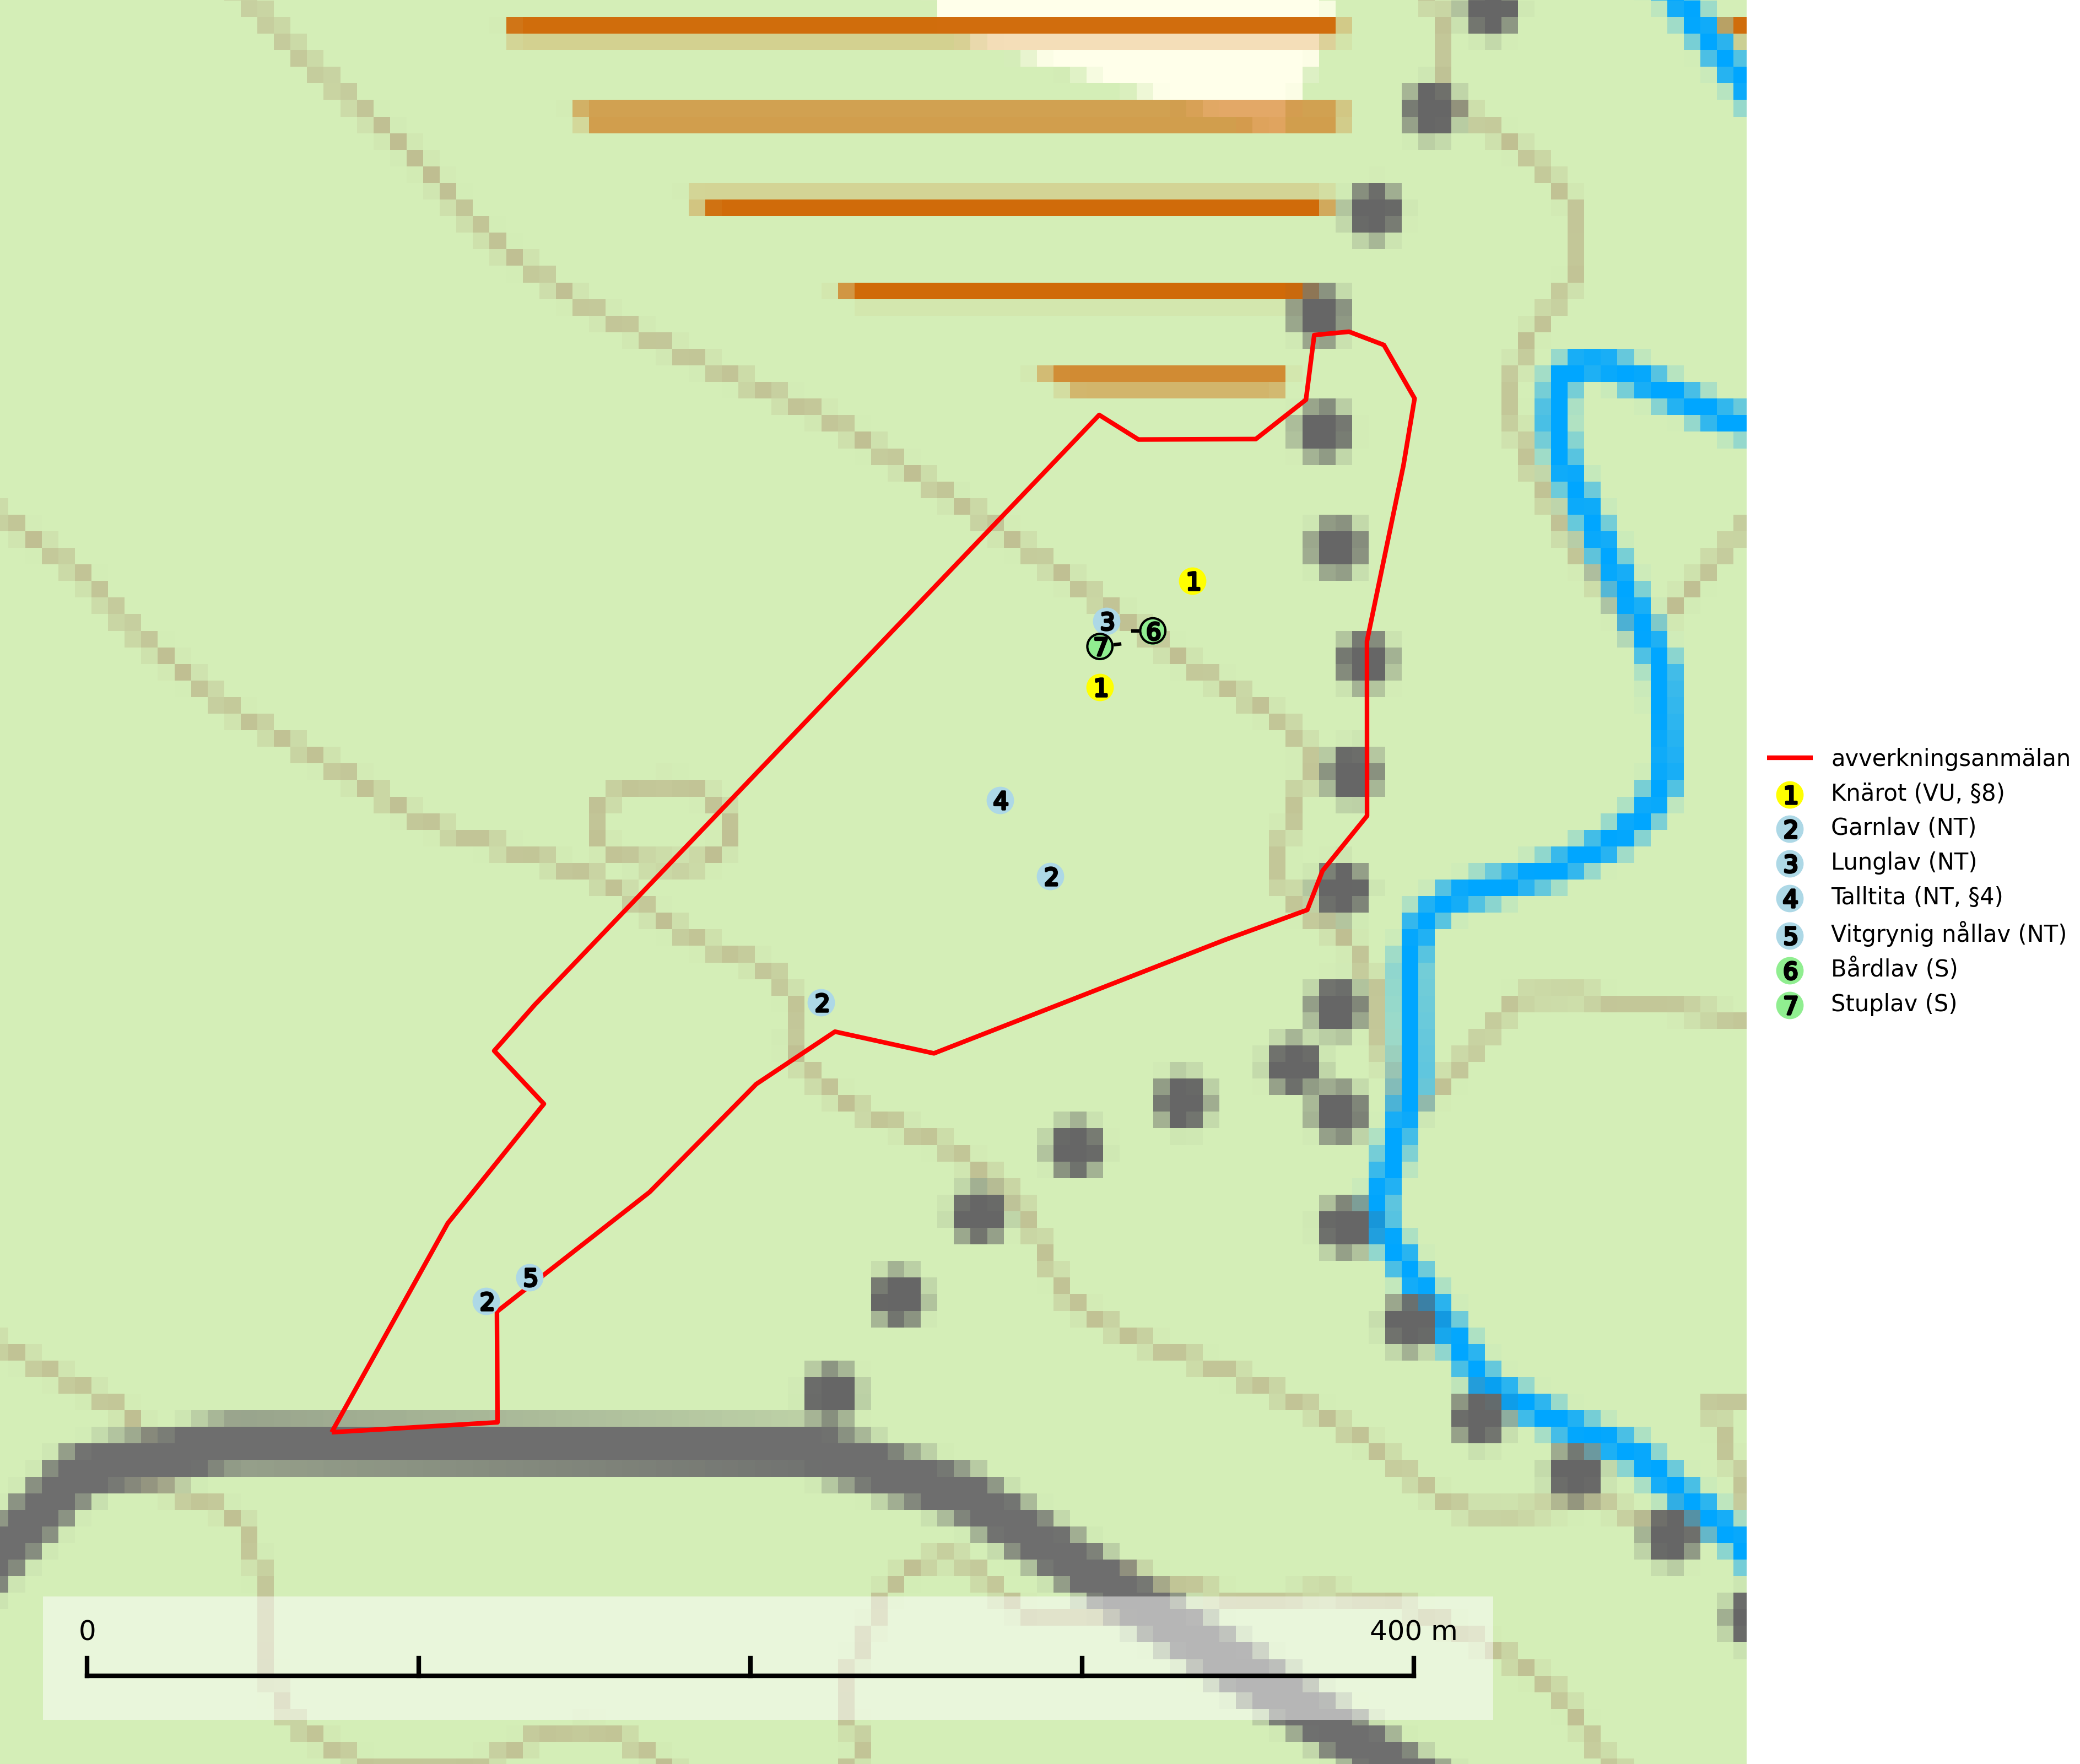 1
3
6
7
1
4
2
2
5
2
0
400 m
avverkningsanmälan
1 Knärot (VU, §8)
2 Garnlav (NT)
3 Lunglav (NT)
4 Talltita (NT, §4)
5 Vitgrynig nållav (NT)
6 Bårdlav (S)
7 Stuplav (S)